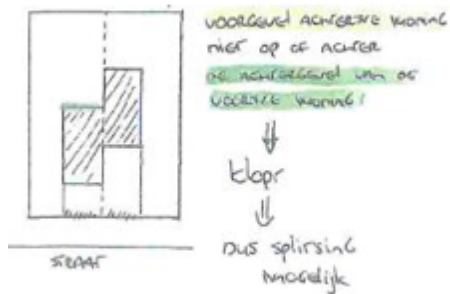 VOORGEVEL ACHTERSTE WONING
NIET OP OF ACHTER
DE ACHTERGEVEL VAN DE
VOORSTE WONING!
klopt
DUS splitsing
mogelijk
STRAAT